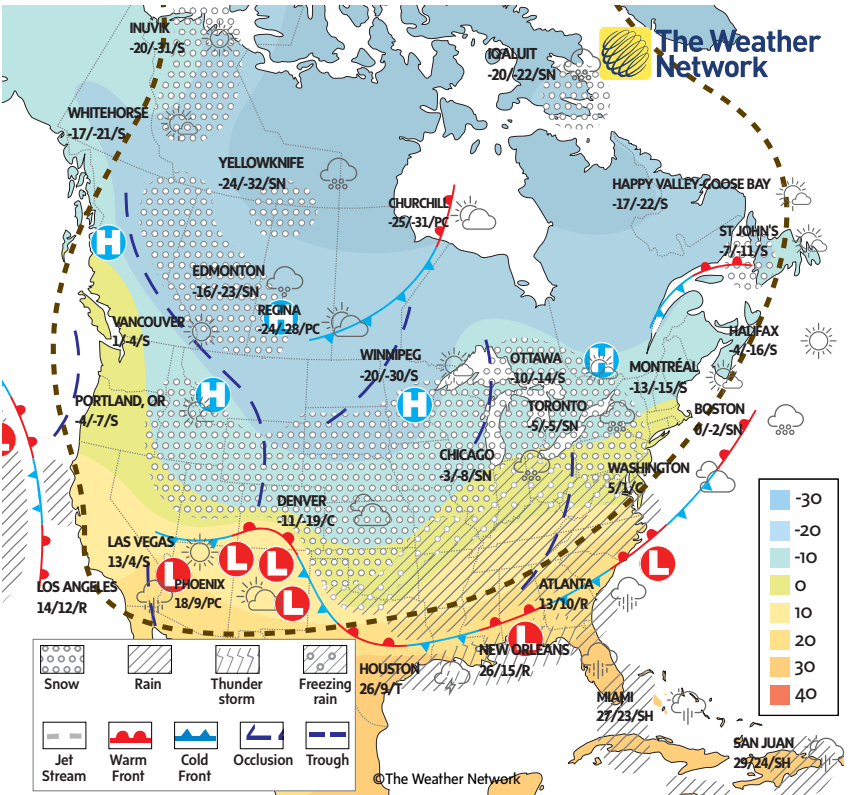 INUVIK
-20/-31/S
IQALUIT
-20/-22/SN
The Weather
Network
WHITEHORSE
-17/-21/S
YELLOWKNIFE
-24/-32/SN
CHURCHILL
-25/-31/PC
HAPPY VALLEY-GOOSE BAY
-17/-22/S
ST JOHN'S
-7/-11/S
H
EDMONTON
-16/-23/SN
REGINA
-24/-28/PC
H
VANCOUVER
1/-4/S
HALIFAX
-4/-16/S
WINNIPEG
-20/-30/S
OTTAWA
-10/-14/S
H
MONTRÉAL
-13/-15/S
PORTLAND, OR
-4/-7/S
H
H
TORONTO
-5/-5/SN
BOSTON
0/-2/SN
L
CHICAGO
-3/-8/SN
WASHINGTON
5/1/C
DENVER
-11/-19/C
LAS VEGAS
13/4/S
L
L
L
L
L
LOS ANGELES
14/12/R
PHOENIX
18/9/PC
ATLANTA
13/10/R
L
NEW ORLEANS
26/15/R
HOUSTON
26/9/T
MIAMI
27/23/SH
SAN JUAN
29/24/SH
-30
-20
-10
0
10
20
30
40
Snow
Rain
Thunder
storm
Freezing
rain
Jet
Stream
Warm
Front
Cold
Front
Occlusion
Trough
©The Weather Network